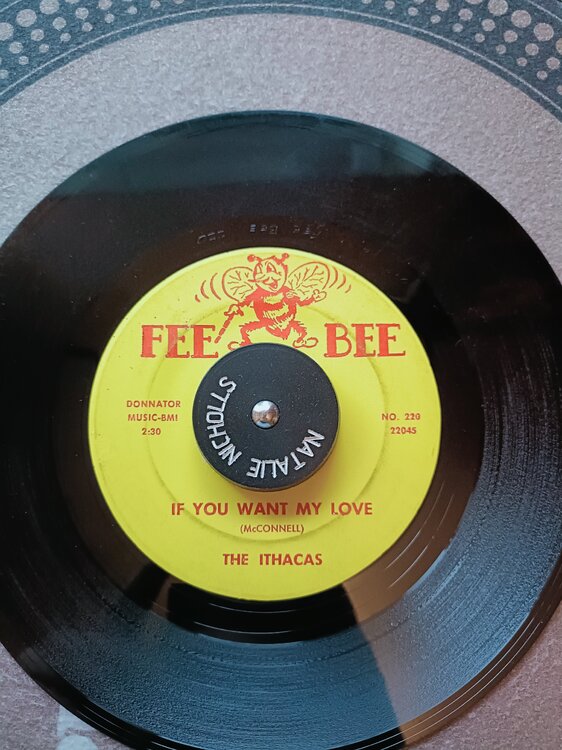 FEE BEE
DONNATOR
MUSIC-BMI
2:30
NO. 220
22045
NATALIE NICHOLLS
IF YOU WANT MY LOVE
(McCONNELL)
THE ITHACAS